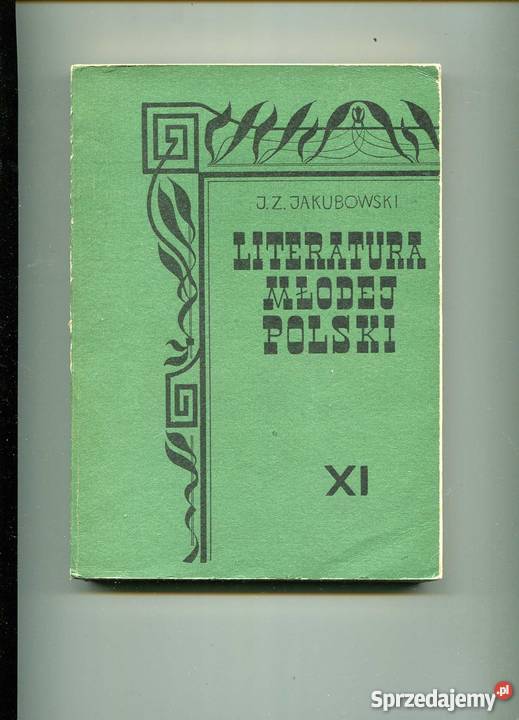 J. Z. JAKUBOWSKI
LITERATURA
MŁODEJ
POLSKI
XI
Sprzedajemy.pl